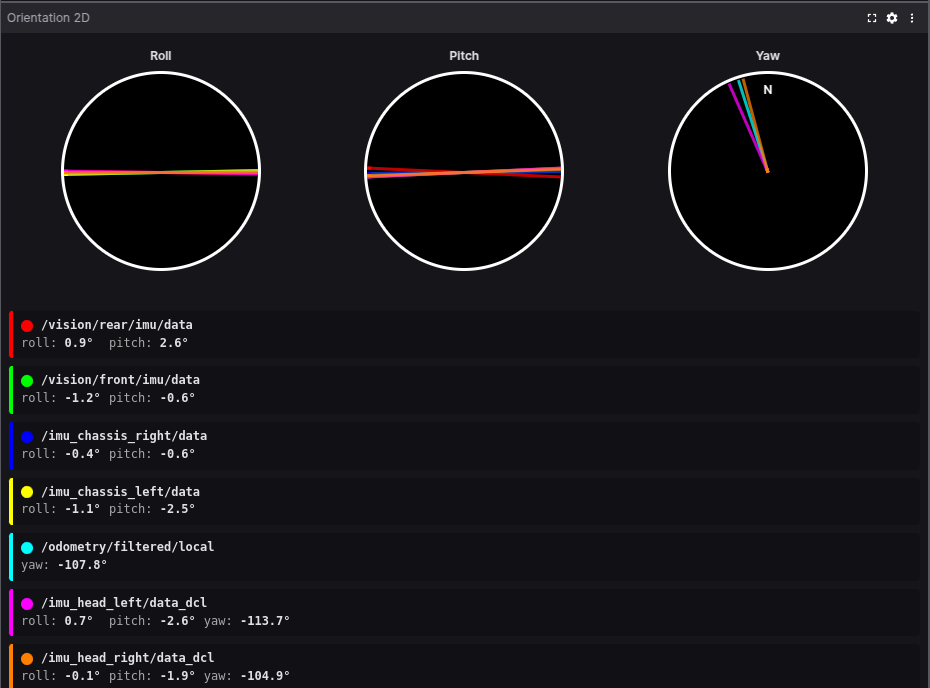 Orientation 2D
Roll
Pitch
Yaw
N
/vision/rear/imu/data
roll: 0.9° pitch: 2.6°
/vision/front/imu/data
roll: -1.2° pitch: -0.6°
/imu_chassis_right/data
roll: -0.4° pitch: -0.6°
/imu_chassis_left/data
roll: -1.1° pitch: -2.5°
/odometry/filtered/local
yaw: -107.8°
/imu_head_left/data_dcl
roll: 0.7° pitch: -2.6° yaw: -113.7°
/imu_head_right/data_dcl
roll: -0.1° pitch: -1.9° yaw: -104.9°